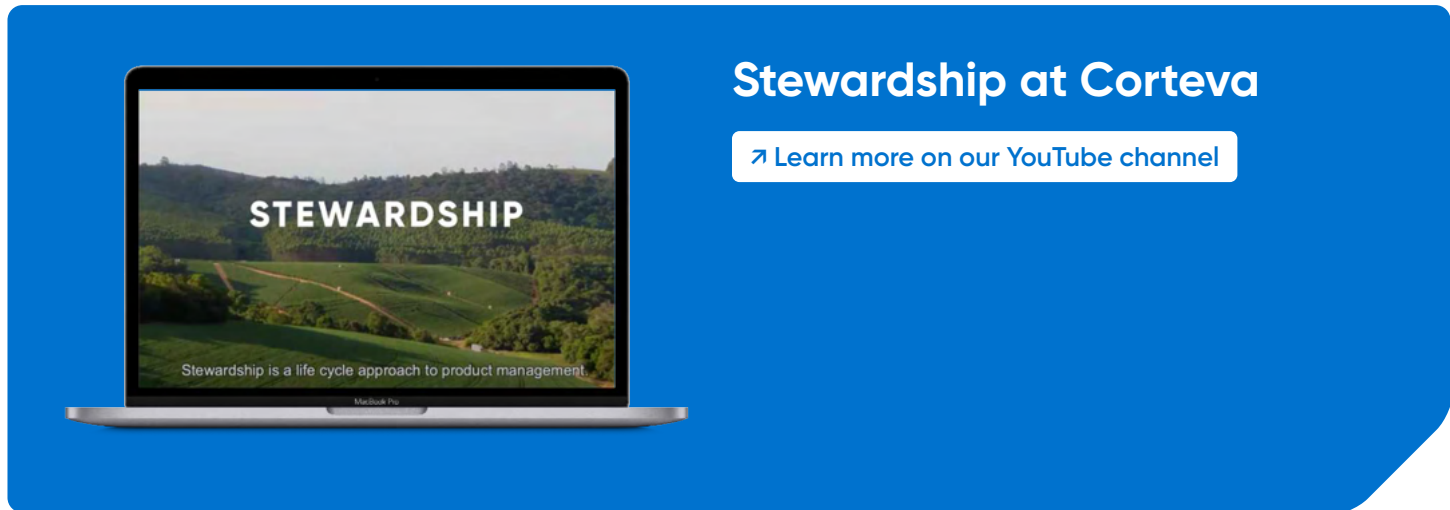 Stewardship at Corteva
↗ Learn more on our YouTube channel
STEWARDSHIP
Stewardship is a life cycle approach to product management
MacBook Pro